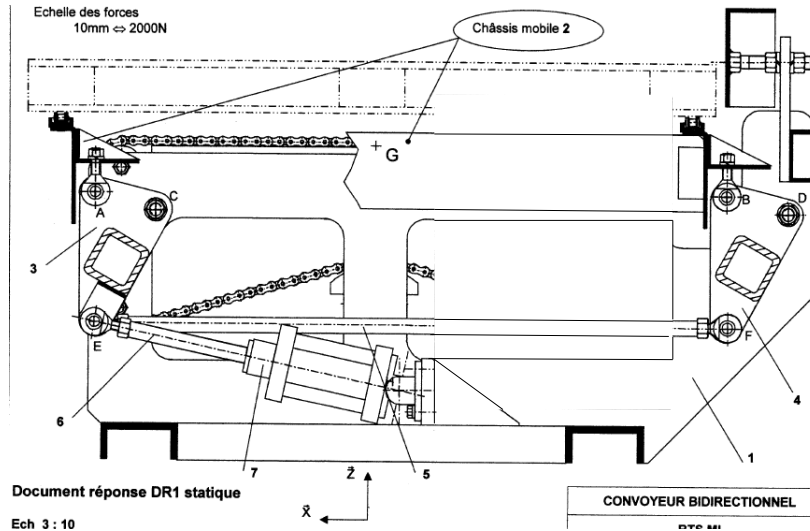 Echelle des forces
10mm ⇔ 2000N
Châssis mobile 2
G
A
C
B
D
3
E
F
6
4
7
5
1
Document réponse DR1 statique
Z
X
CONVOYEUR BIDIRECTIONNEL
Ech 3 : 10
BTS MI